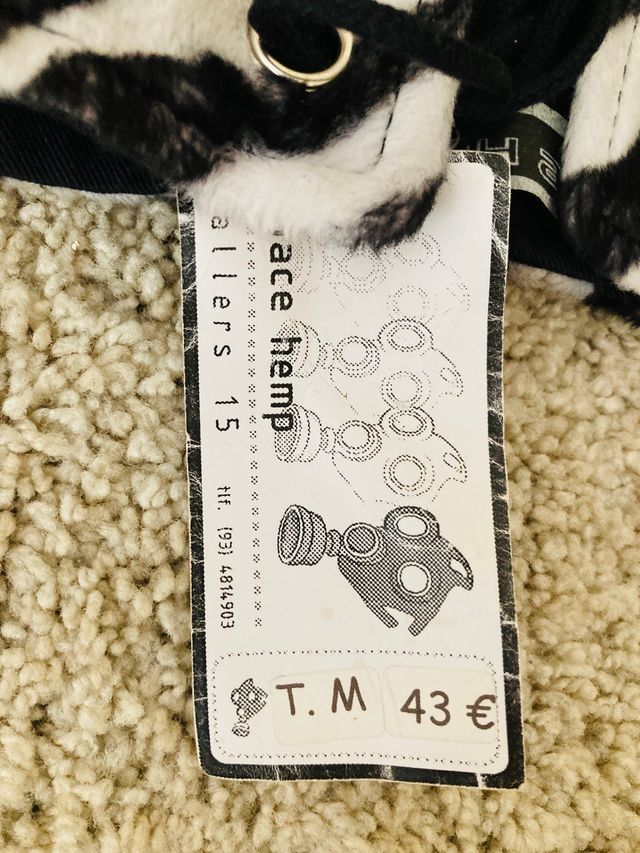 ace hemp
allers 15 tlf. (93) 4814903
T. M 43 €